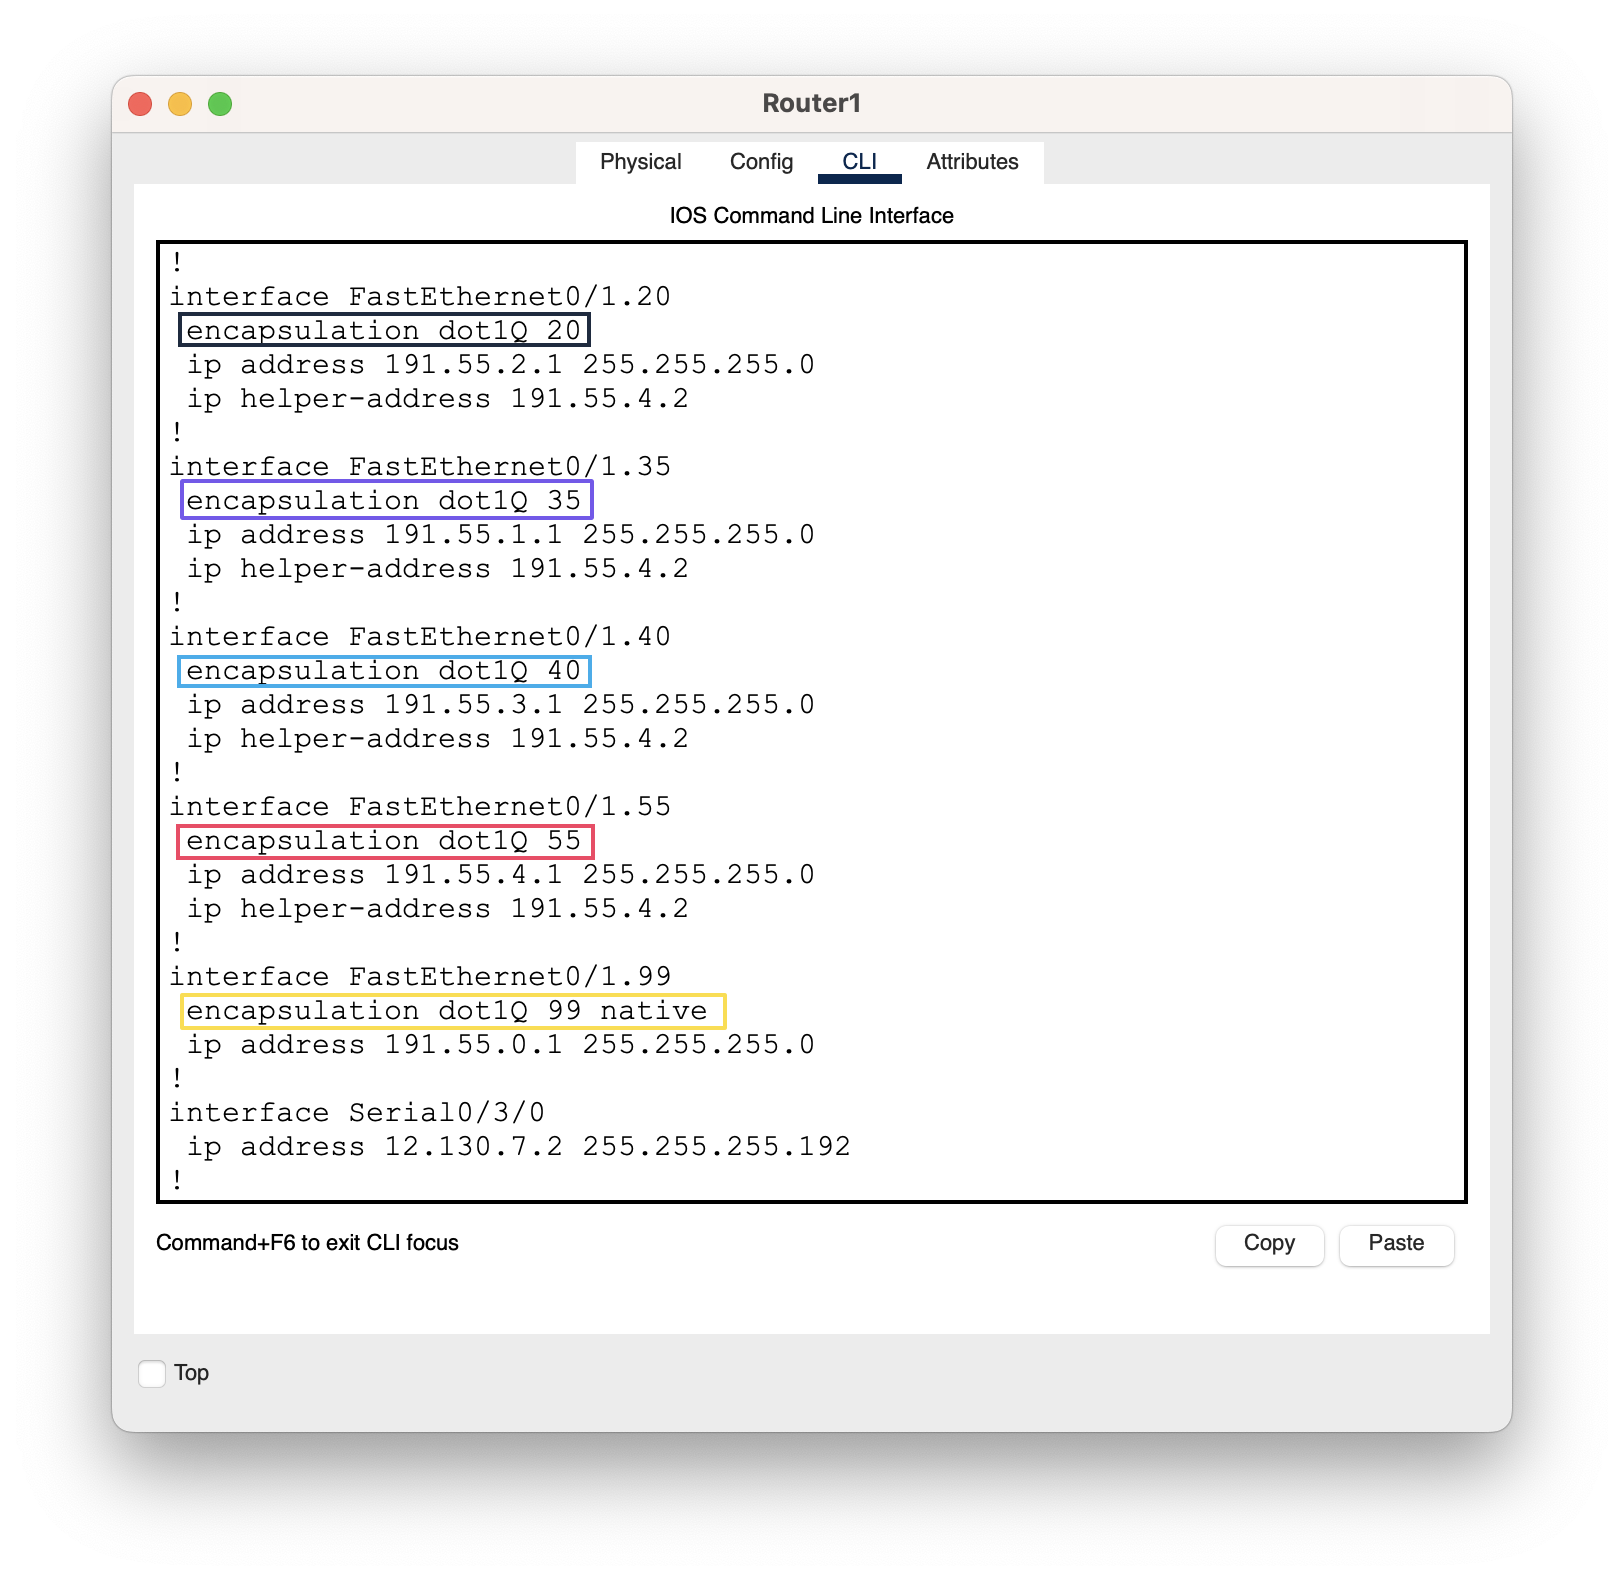 Router1
Physical Config CLI Attributes
IOS Command Line Interface
!
interface FastEthernet0/1.20
encapsulation dot1Q 20
ip address 191.55.2.1 255.255.255.0
ip helper-address 191.55.4.2
!
interface FastEthernet0/1.35
encapsulation dot1Q 35
ip address 191.55.1.1 255.255.255.0
ip helper-address 191.55.4.2
!
interface FastEthernet0/1.40
encapsulation dot1Q 40
ip address 191.55.3.1 255.255.255.0
ip helper-address 191.55.4.2
!
interface FastEthernet0/1.55
encapsulation dot1Q 55
ip address 191.55.4.1 255.255.255.0
ip helper-address 191.55.4.2
!
interface FastEthernet0/1.99
encapsulation dot1Q 99 native
ip address 191.55.0.1 255.255.255.0
!
interface Serial0/3/0
ip address 12.130.7.2 255.255.255.192
!
Command+F6 to exit CLI focus Copy Paste
Top